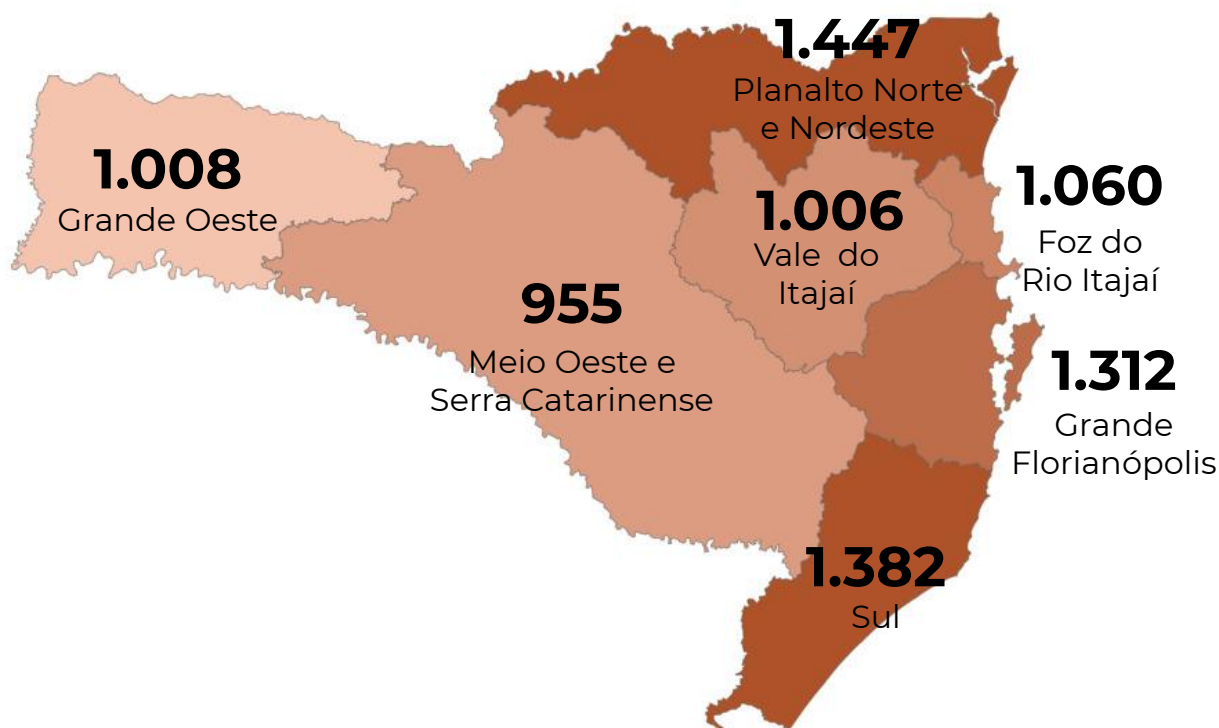 1.447
Planalto Norte
e Nordeste
1.008
Grande Oeste
1.006
Vale do
Itajaí
1.060
Foz do
Rio Itajaí
955
Meio Oeste e
Serra Catarinense
1.312
Grande
Florianópolis
1.382
Sul